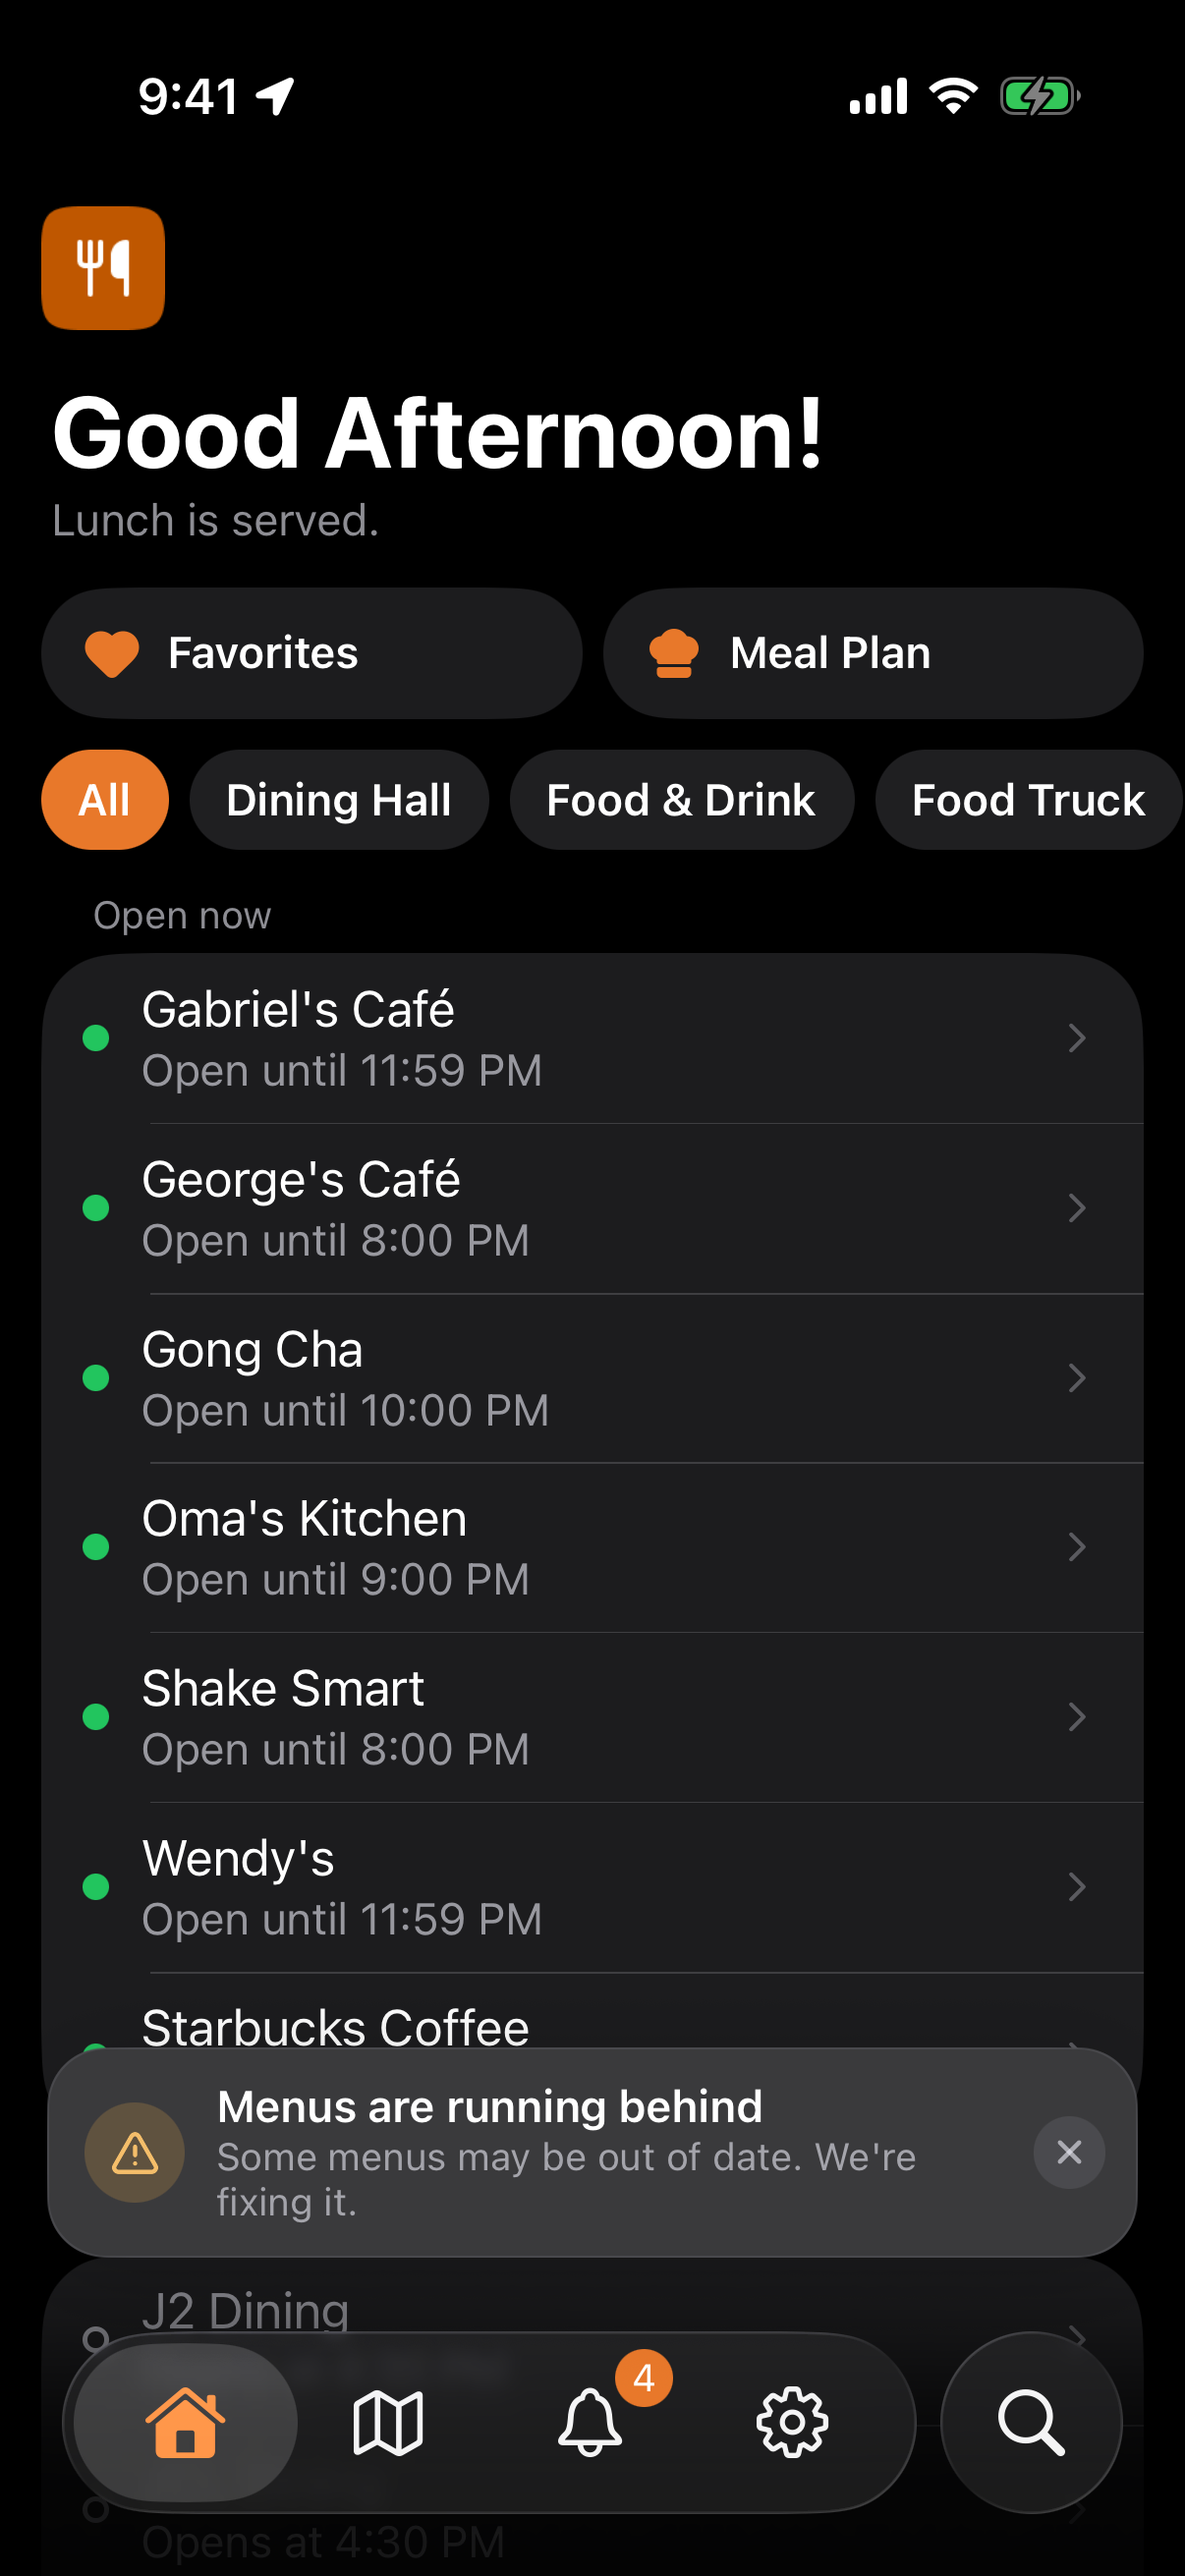 9:41
Good Afternoon!
Lunch is served.
Favorites
Meal Plan
All
Dining Hall
Food & Drink
Food Truck
Open now
Gabriel's Café
Open until 11:59 PM
George's Café
Open until 8:00 PM
Gong Cha
Open until 10:00 PM
Oma's Kitchen
Open until 9:00 PM
Shake Smart
Open until 8:00 PM
Wendy's
Open until 11:59 PM
Starbucks Coffee
Menus are running behind
Some menus may be out of date. We're
fixing it.
J2 Dining
4
Opens at 4:30 PM